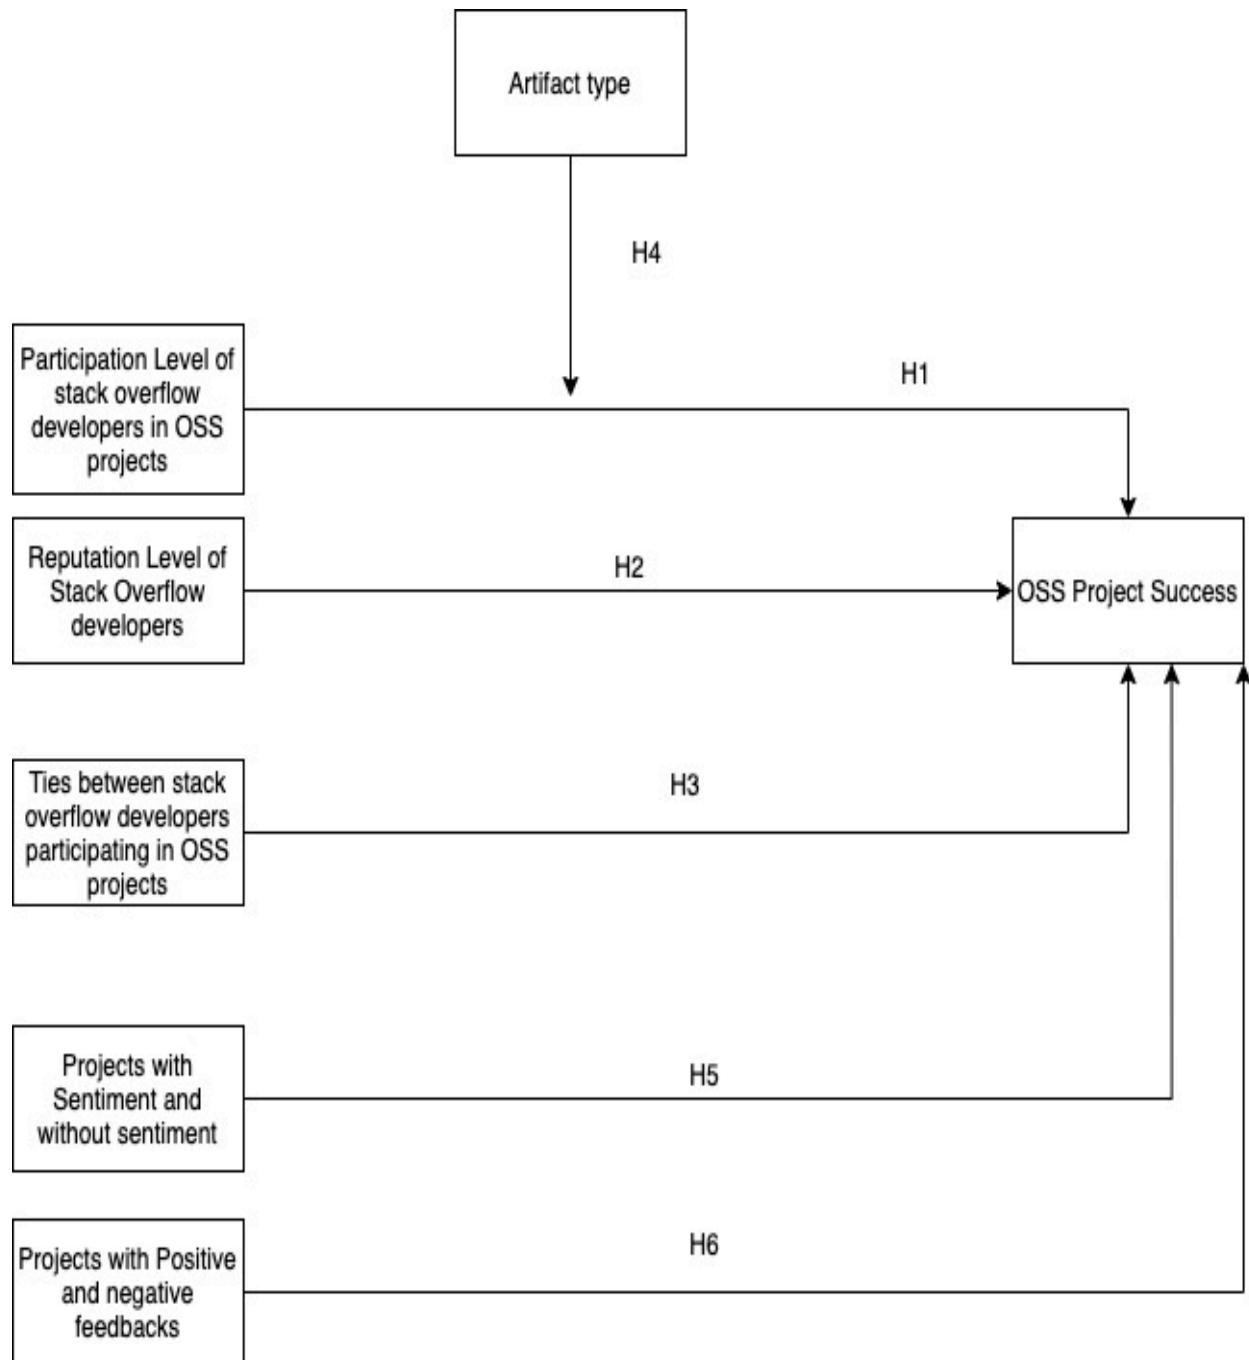 Artifact type
H4
Participation Level of
stack overflow
developers in OSS
projects
H1
Reputation Level of
Stack Overflow
developers
H2
OSS Project Success
Ties between stack
overflow developers
participating in OSS
projects
H3
Projects with
Sentiment and
without sentiment
H5
Projects with Positive
and negative
feedbacks
H6